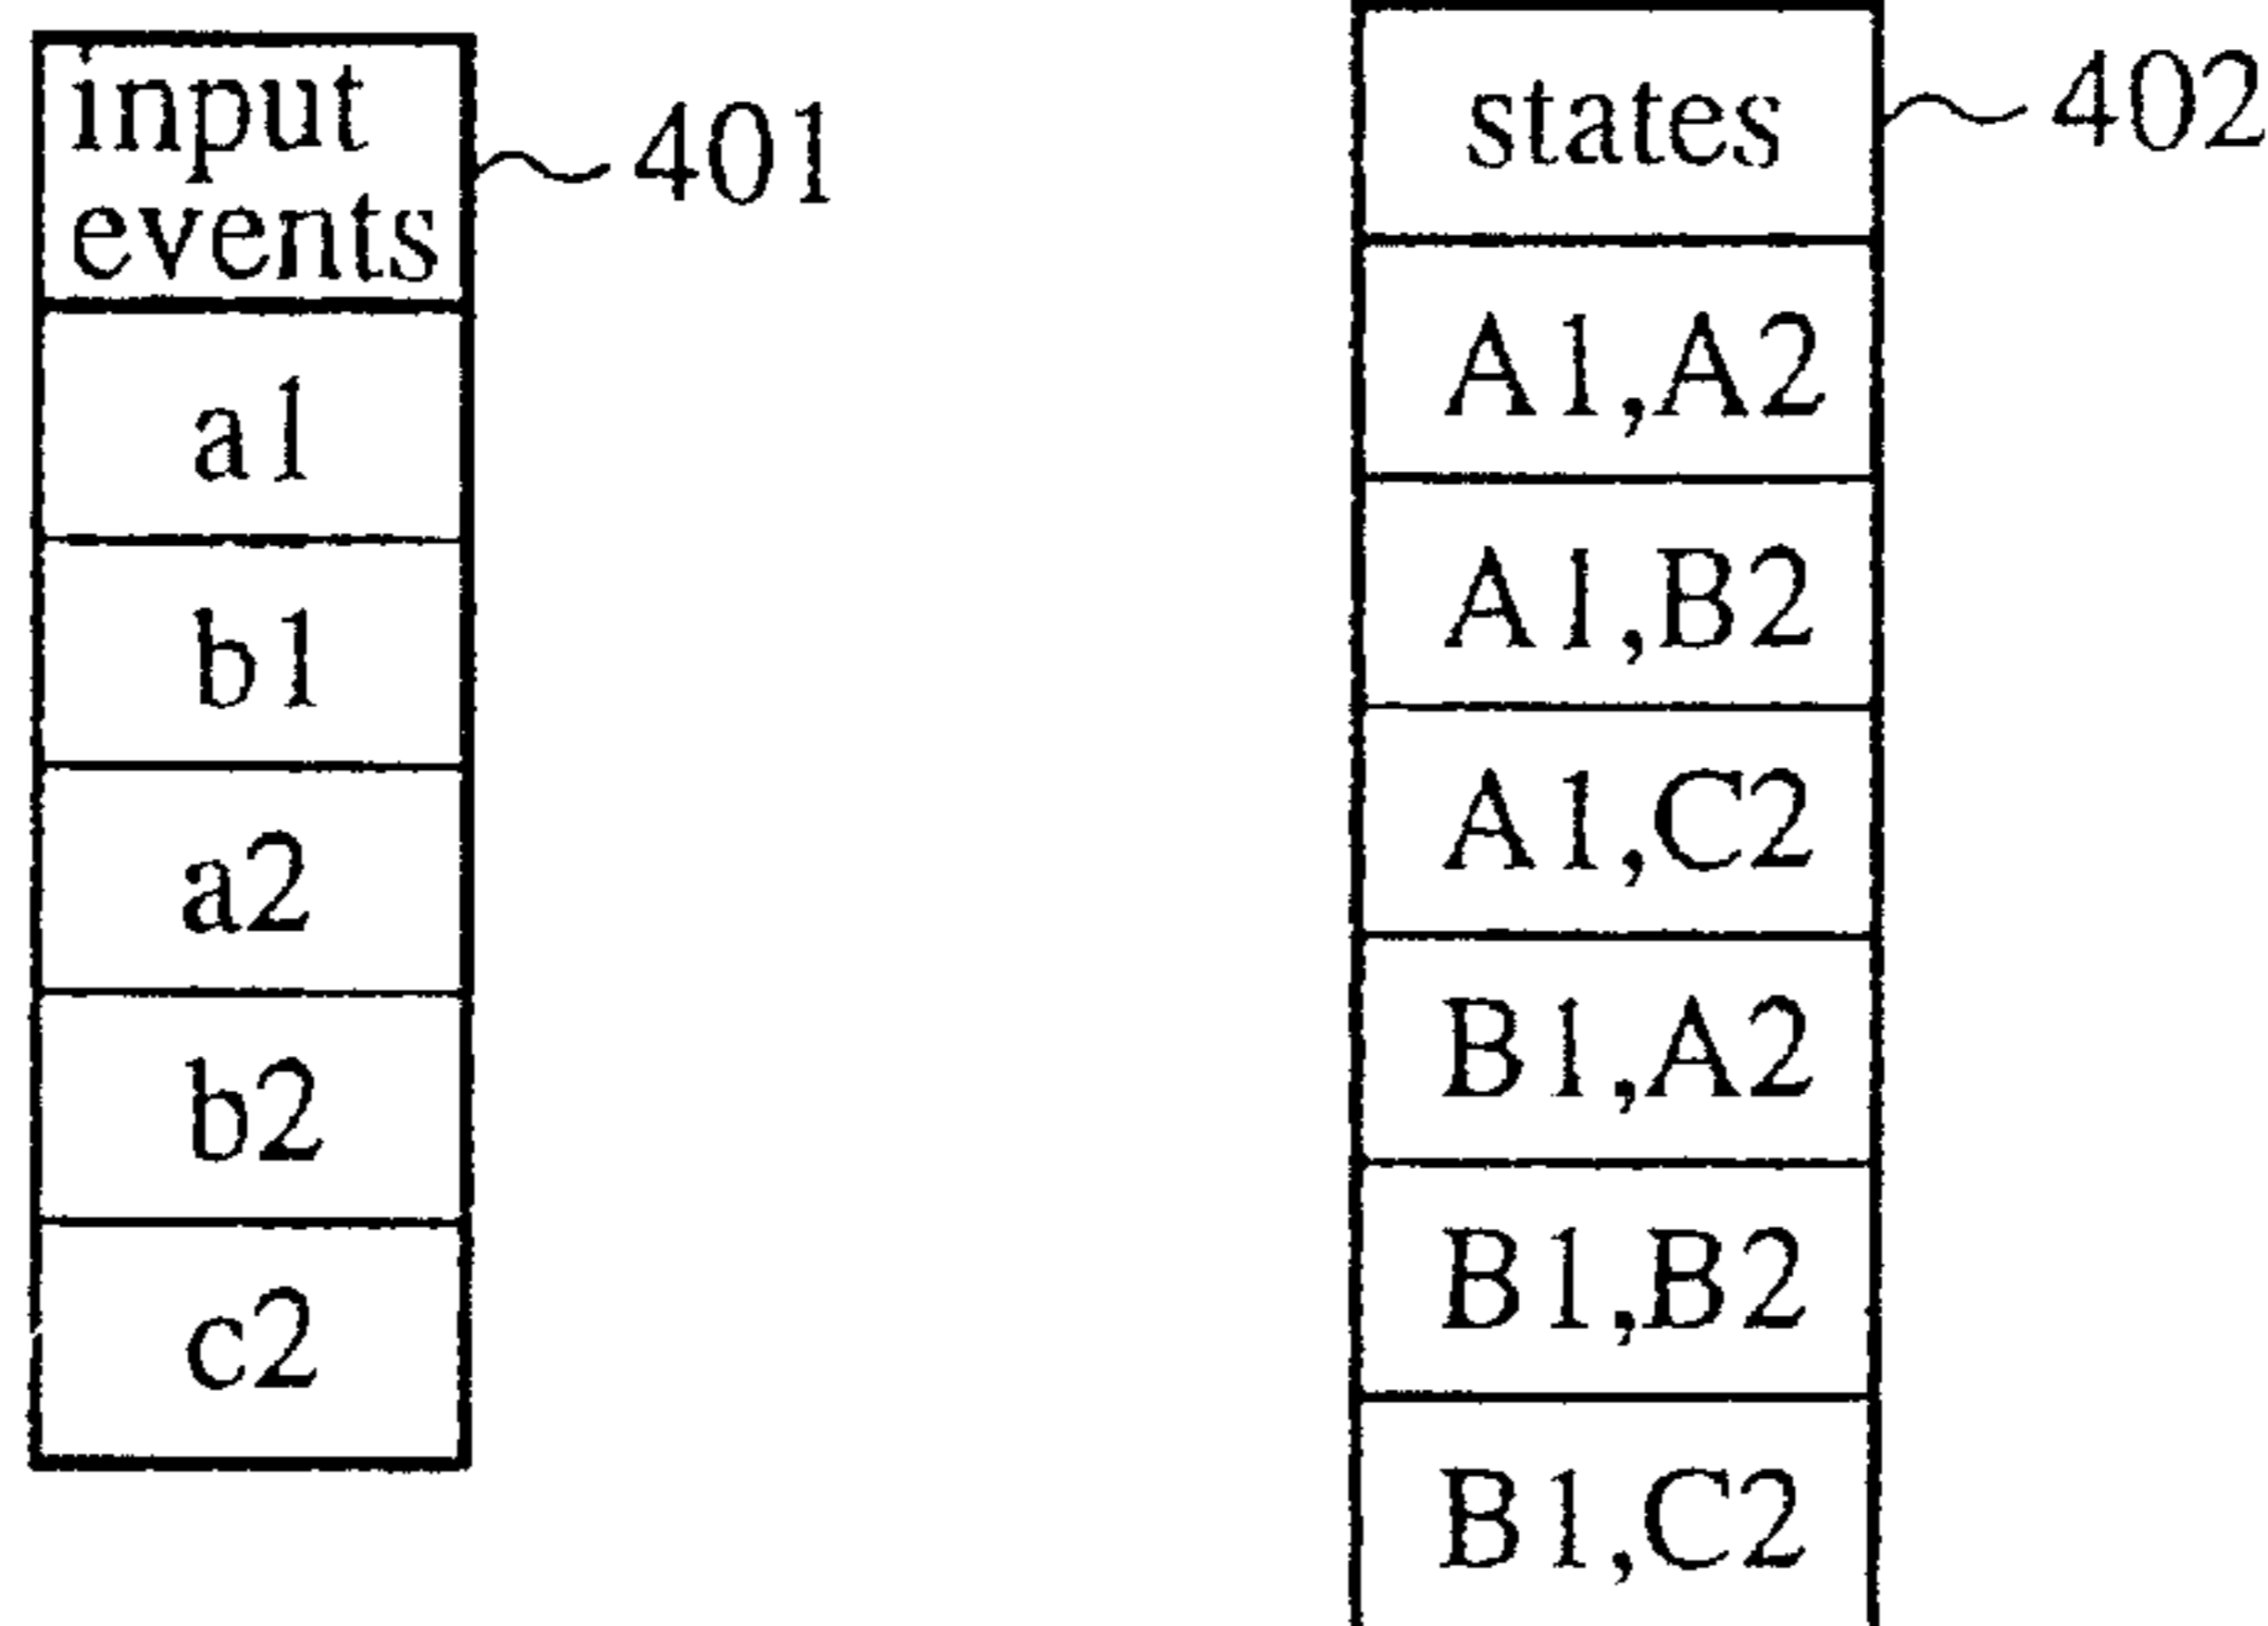 input
events
401
a1
b1
a2
b2
c2
states
402
A1,A2
A1,B2
A1,C2
B1,A2
B1,B2
B1,C2